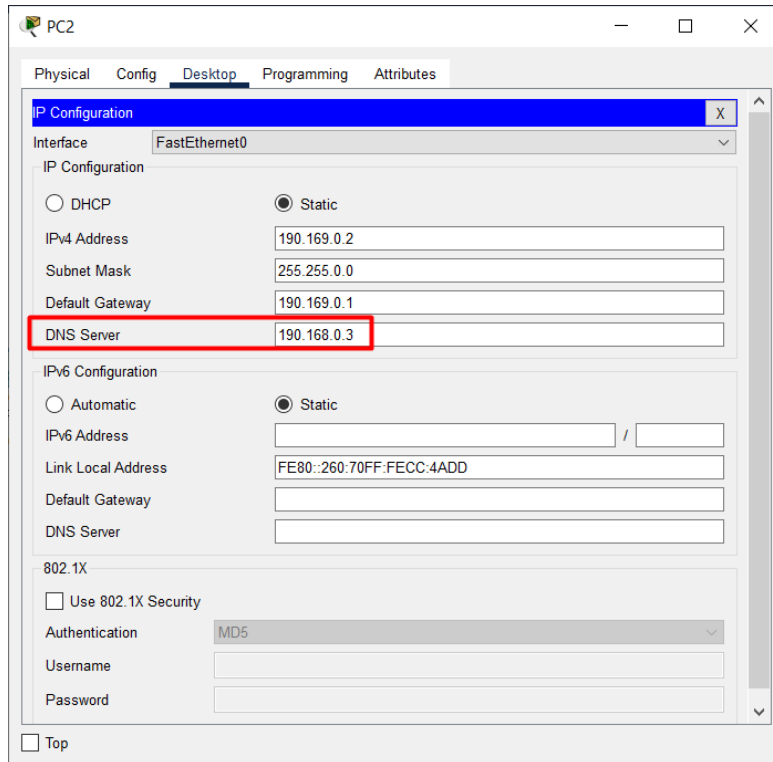 PC2
Physical Config Desktop Programming Attributes
IP Configuration X
Interface FastEthernet0
IP Configuration
DHCP Static
IPv4 Address 190.169.0.2
Subnet Mask 255.255.0.0
Default Gateway 190.169.0.1
DNS Server 190.168.0.3
IPv6 Configuration
Automatic Static
IPv6 Address /
Link Local Address FE80::260:70FF:FECC:4ADD
Default Gateway
DNS Server
802.1X
Use 802.1X Security
Authentication MD5
Username
Password
Top